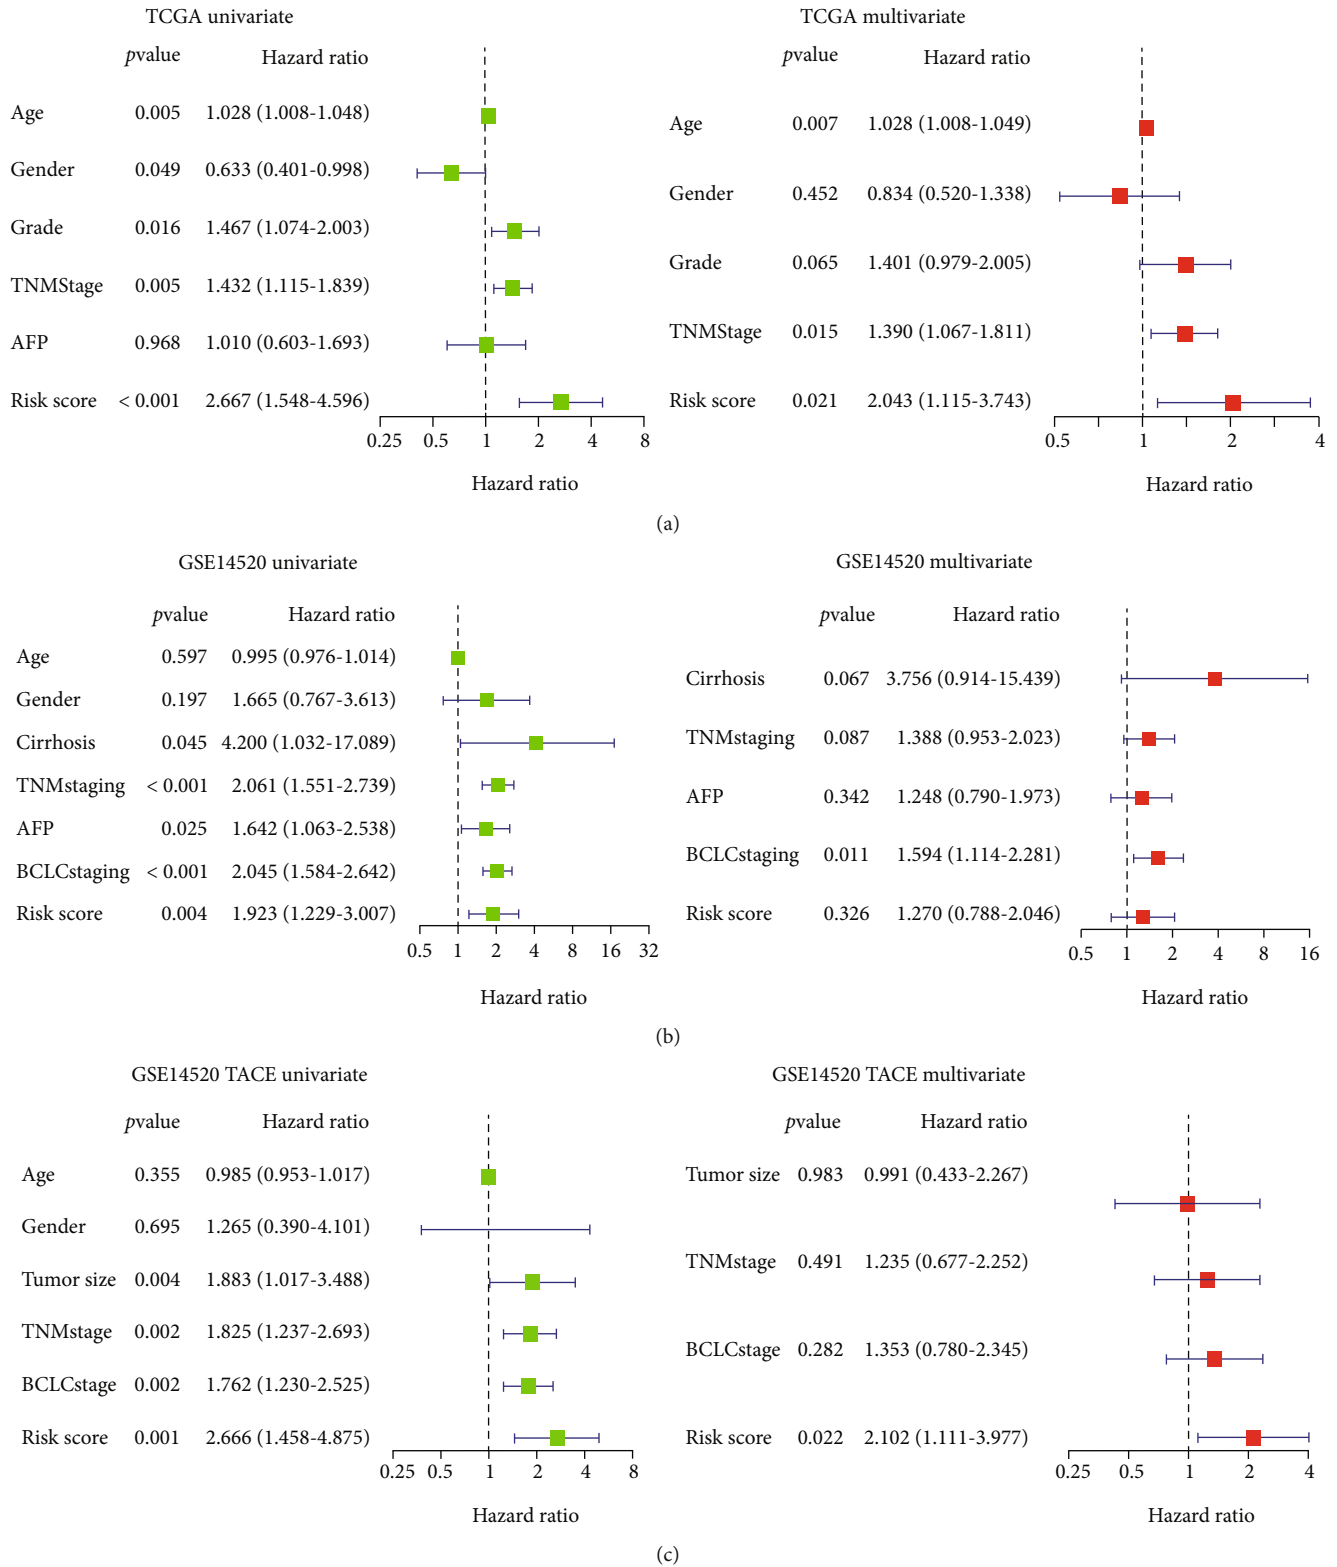 TCGA univariate
pvalue Hazard ratio
Age 0.005 1.028 (1.008-1.048)
Gender 0.049 0.633 (0.401-0.998)
Grade 0.016 1.467 (1.074-2.003)
TNMStage 0.005 1.432 (1.115-1.839)
AFP 0.968 1.010 (0.603-1.693)
Risk score < 0.001 2.667 (1.548-4.596)
0.25 0.5 1 2 4 8
Hazard ratio
TCGA multivariate
pvalue Hazard ratio
Age 0.007 1.028 (1.008-1.049)
Gender 0.452 0.834 (0.520-1.338)
Grade 0.065 1.401 (0.979-2.005)
TNMStage 0.015 1.390 (1.067-1.811)
Risk score 0.021 2.043 (1.115-3.743)
0.5 1 2 4
Hazard ratio
(a)
GSE14520 univariate
pvalue Hazard ratio
Age 0.597 0.995 (0.976-1.014)
Gender 0.197 1.665 (0.767-3.613)
Cirrhosis 0.045 4.200 (1.032-17.089)
TNMstaging < 0.001 2.061 (1.551-2.739)
AFP 0.025 1.642 (1.063-2.538)
BCLCstaging < 0.001 2.045 (1.584-2.642)
Risk score 0.004 1.923 (1.229-3.007)
0.5 1 2 4 8 16 32
Hazard ratio
GSE14520 multivariate
pvalue Hazard ratio
Cirrhosis 0.067 3.756 (0.914-15.439)
TNMstaging 0.087 1.388 (0.953-2.023)
AFP 0.342 1.248 (0.790-1.973)
BCLCstaging 0.011 1.594 (1.114-2.281)
Risk score 0.326 1.270 (0.788-2.046)
0.5 1 2 4 8 16
Hazard ratio
(b)
GSE14520 TACE univariate
pvalue Hazard ratio
Age 0.355 0.985 (0.953-1.017)
Gender 0.695 1.265 (0.390-4.101)
Tumor size 0.004 1.883 (1.017-3.488)
TNMstage 0.002 1.825 (1.237-2.693)
BCLCstage 0.002 1.762 (1.230-2.525)
Risk score 0.001 2.666 (1.458-4.875)
0.25 0.5 1 2 4 8
Hazard ratio
GSE14520 TACE multivariate
pvalue Hazard ratio
Tumor size 0.983 0.991 (0.433-2.267)
TNMstage 0.491 1.235 (0.677-2.252)
BCLCstage 0.282 1.353 (0.780-2.345)
Risk score 0.022 2.102 (1.111-3.977)
0.25 0.5 1 2 4
Hazard ratio
(c)